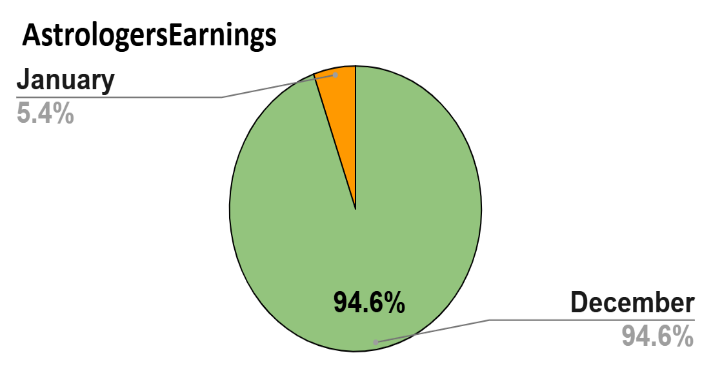 AstrologersEarnings
January
5.4%
94.6%
December
94.6%